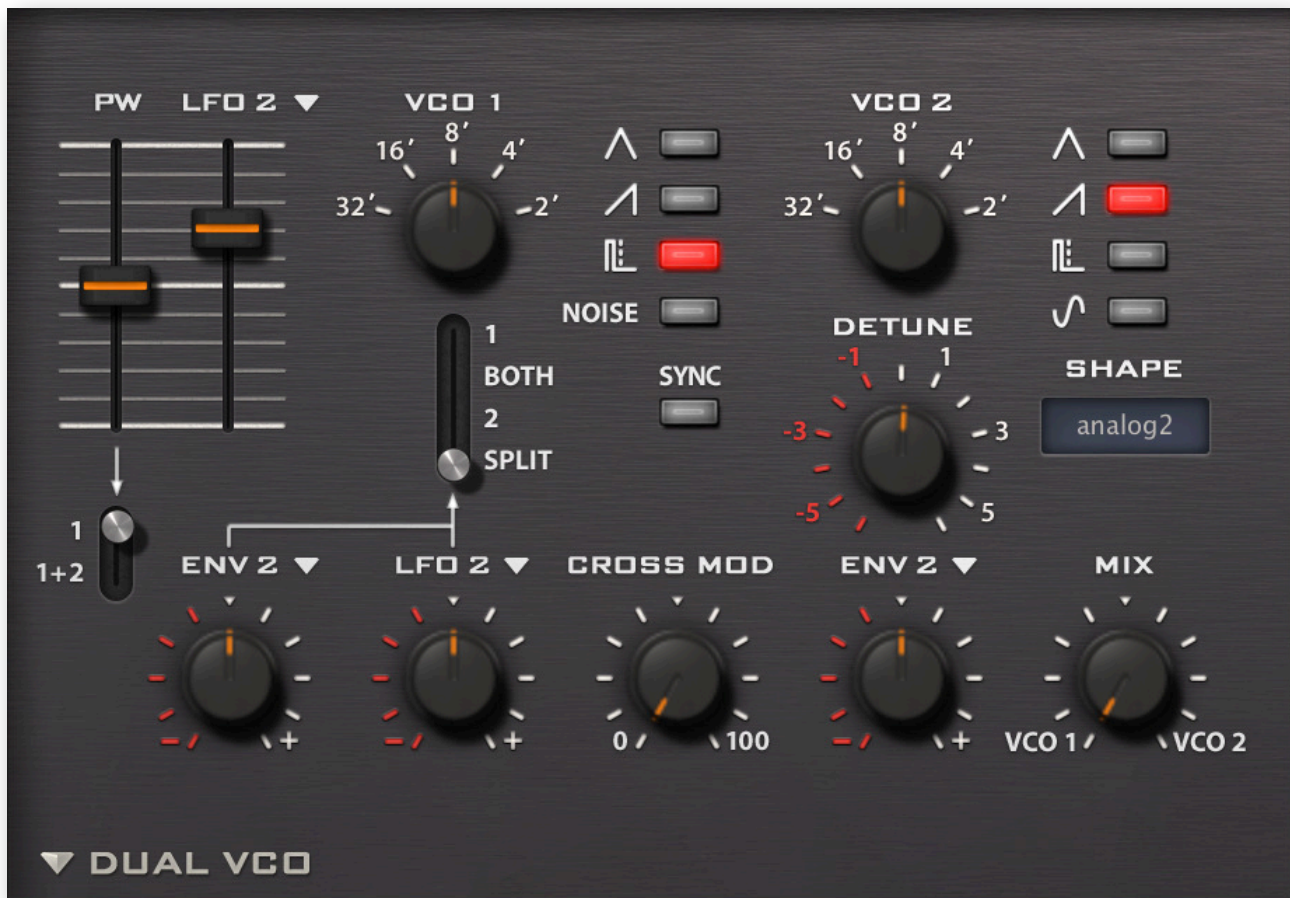 PW
LFO 2
VCO 1
VCO 2
8’
8’
16’
4’
16’
4’
32’
2’
32’
2’
NOISE
DETUNE
1
-1
1
BOTH
SYNC
SHAPE
2
-3
3
analog2
SPLIT
-5
5
1
1+2
ENV 2
LFO 2
CROSS MOD
ENV 2
MIX
-
+
-
+
0
100
-
+
VCO 1
VCO 2
DUAL VCO